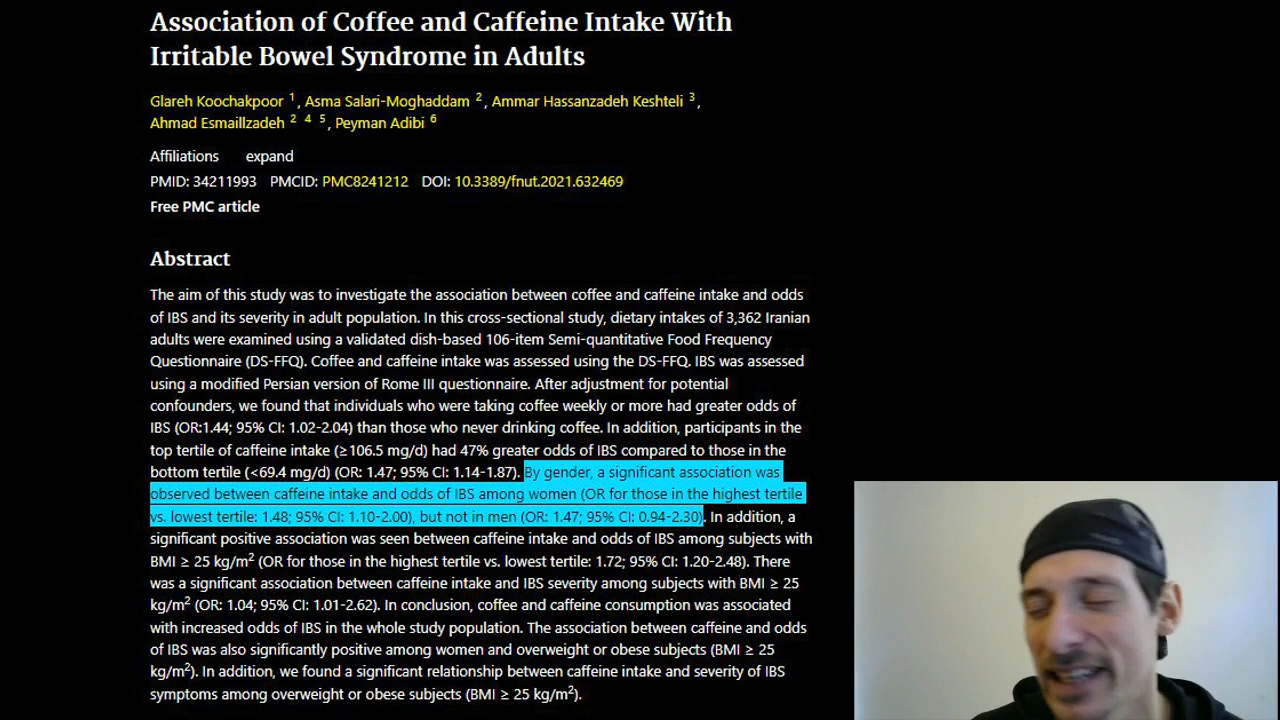 Association of Coffee and Caffeine Intake With
Irritable Bowel Syndrome in Adults
Glareh Koochakpoor 1, Asma Salari-Moghaddam 2, Ammar Hassanzadeh Keshteli 3,
Ahmad Esmaillzadeh 2 4 5, Peyman Adibi 6
Affiliations expand
PMID: 34211993 PMCID: PMC8241212 DOI: 10.3389/fnut.2021.632469
Free PMC article
Abstract
The aim of this study was to investigate the association between coffee and caffeine intake and odds
of IBS and its severity in adult population. In this cross-sectional study, dietary intakes of 3,362 Iranian
adults were examined using a validated dish-based 106-item Semi-quantitative Food Frequency
Questionnaire (DS-FFQ). Coffee and caffeine intake was assessed using the DS-FFQ. IBS was assessed
using a modified Persian version of Rome III questionnaire. After adjustment for potential
confounders, we found that individuals who were taking coffee weekly or more had greater odds of
IBS (OR:1.44; 95% CI: 1.02-2.04) than those who never drinking coffee. In addition, participants in the
top tertile of caffeine intake (≥106.5 mg/d) had 47% greater odds of IBS compared to those in the
bottom tertile (<69.4 mg/d) (OR: 1.47; 95% CI: 1.14-1.87). By gender, a significant association was
observed between caffeine intake and odds of IBS among women (OR for those in the highest tertile
vs. lowest tertile: 1.48; 95% CI: 1.10-2.00), but not in men (OR: 1.47; 95% CI: 0.94-2.30). In addition, a
significant positive association was seen between caffeine intake and odds of IBS among subjects with
BMI ≥ 25 kg/m2 (OR for those in the highest tertile vs. lowest tertile: 1.72; 95% CI: 1.20-2.48). There
was a significant association between caffeine intake and IBS severity among subjects with BMI ≥ 25
kg/m2 (OR: 1.04; 95% CI: 1.01-2.62). In conclusion, coffee and caffeine consumption was associated
with increased odds of IBS in the whole study population. The association between caffeine and odds
of IBS was also significantly positive among women and overweight or obese subjects (BMI ≥ 25
kg/m2). In addition, we found a significant relationship between caffeine intake and severity of IBS
symptoms among overweight or obese subjects (BMI ≥ 25 kg/m2).